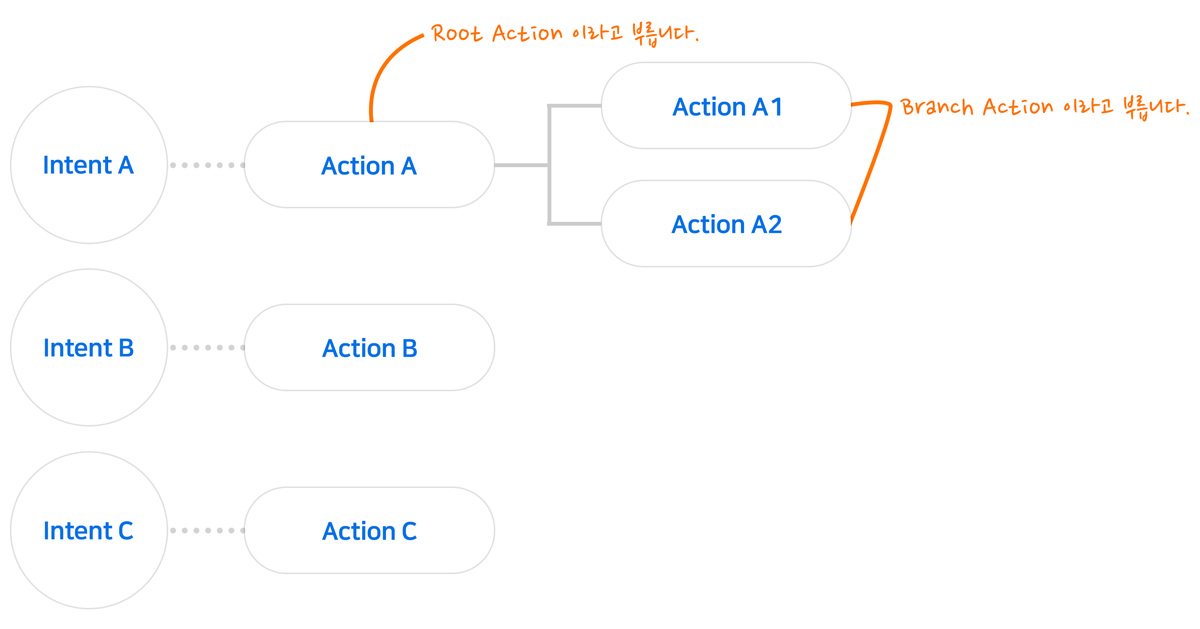 Root Action 이라고 부릅니다.
Action A1
Branch Action 이라고 부릅니다.
Intent A
Action A
Action A2
Intent B
Action B
Intent C
Action C